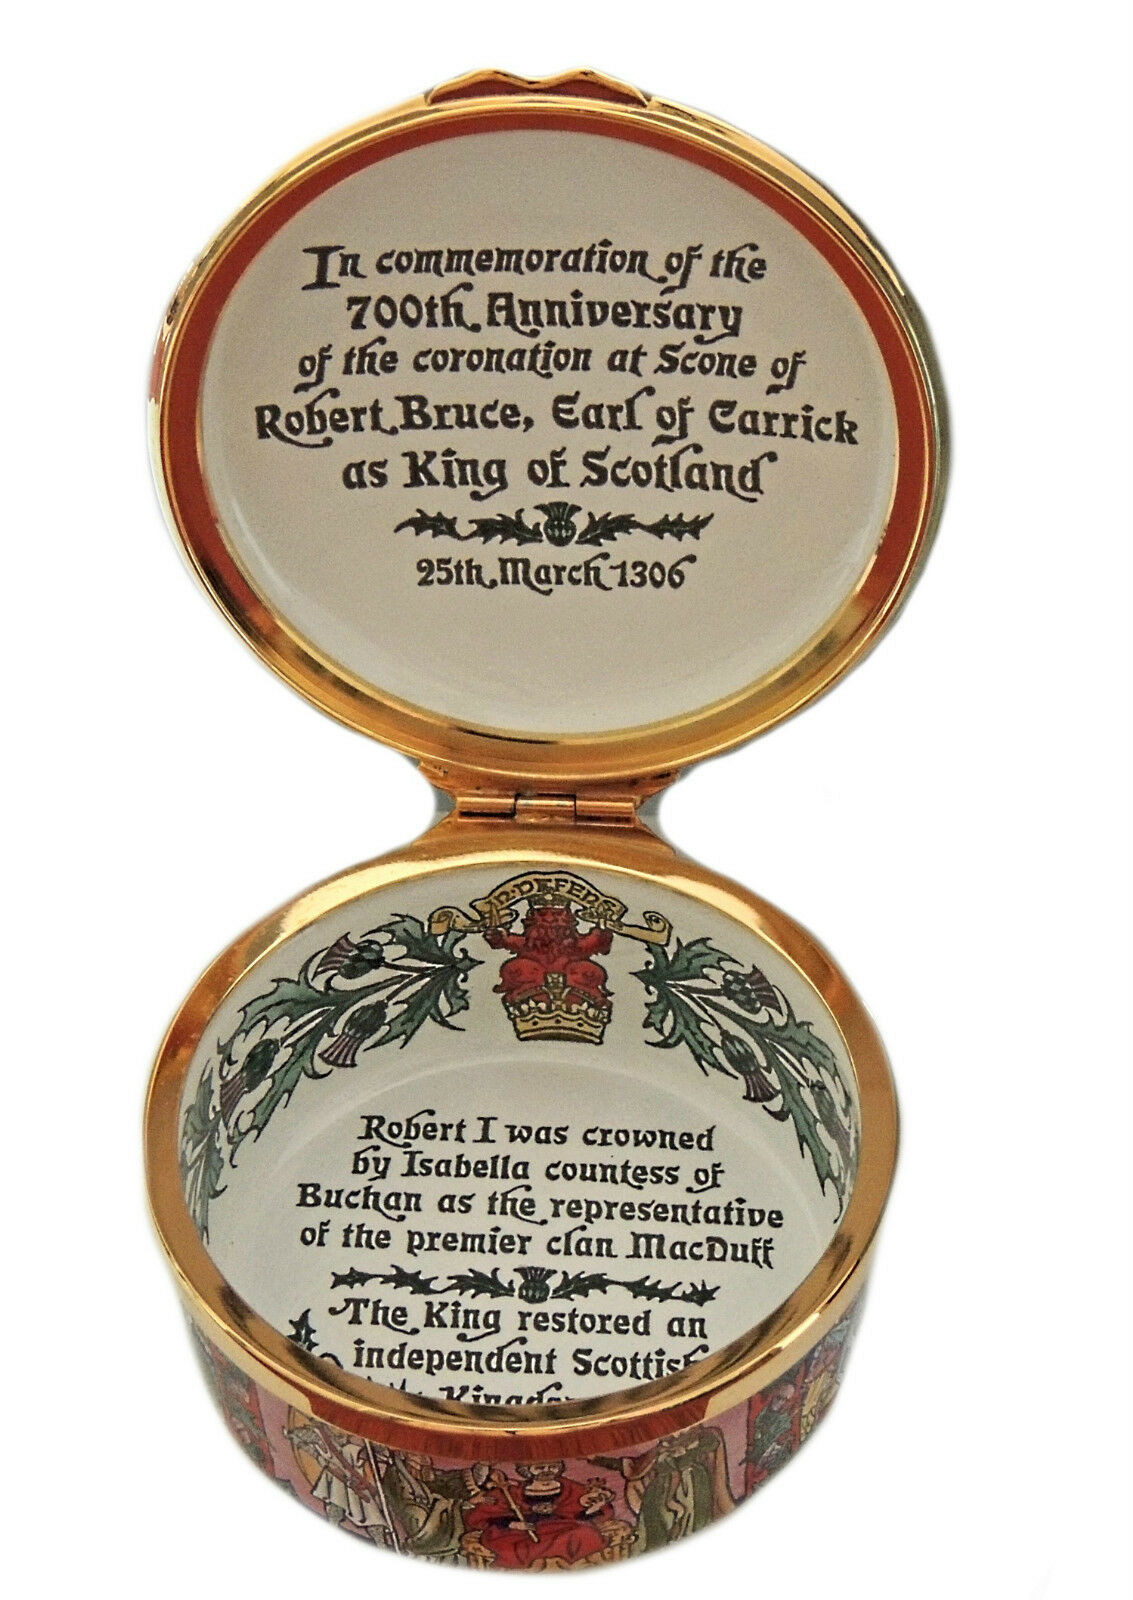 In commemoration of the
700th Anniversary
of the coronation at Scone of
Robert Bruce, Earl of Carrick
as King of Scotland
25th March 1306
N·DEFENS
Robert I was crowned
by Isabella countess of
Buchan as the representative
of the premier clan MacDuff
The King restored an
independent Scottish